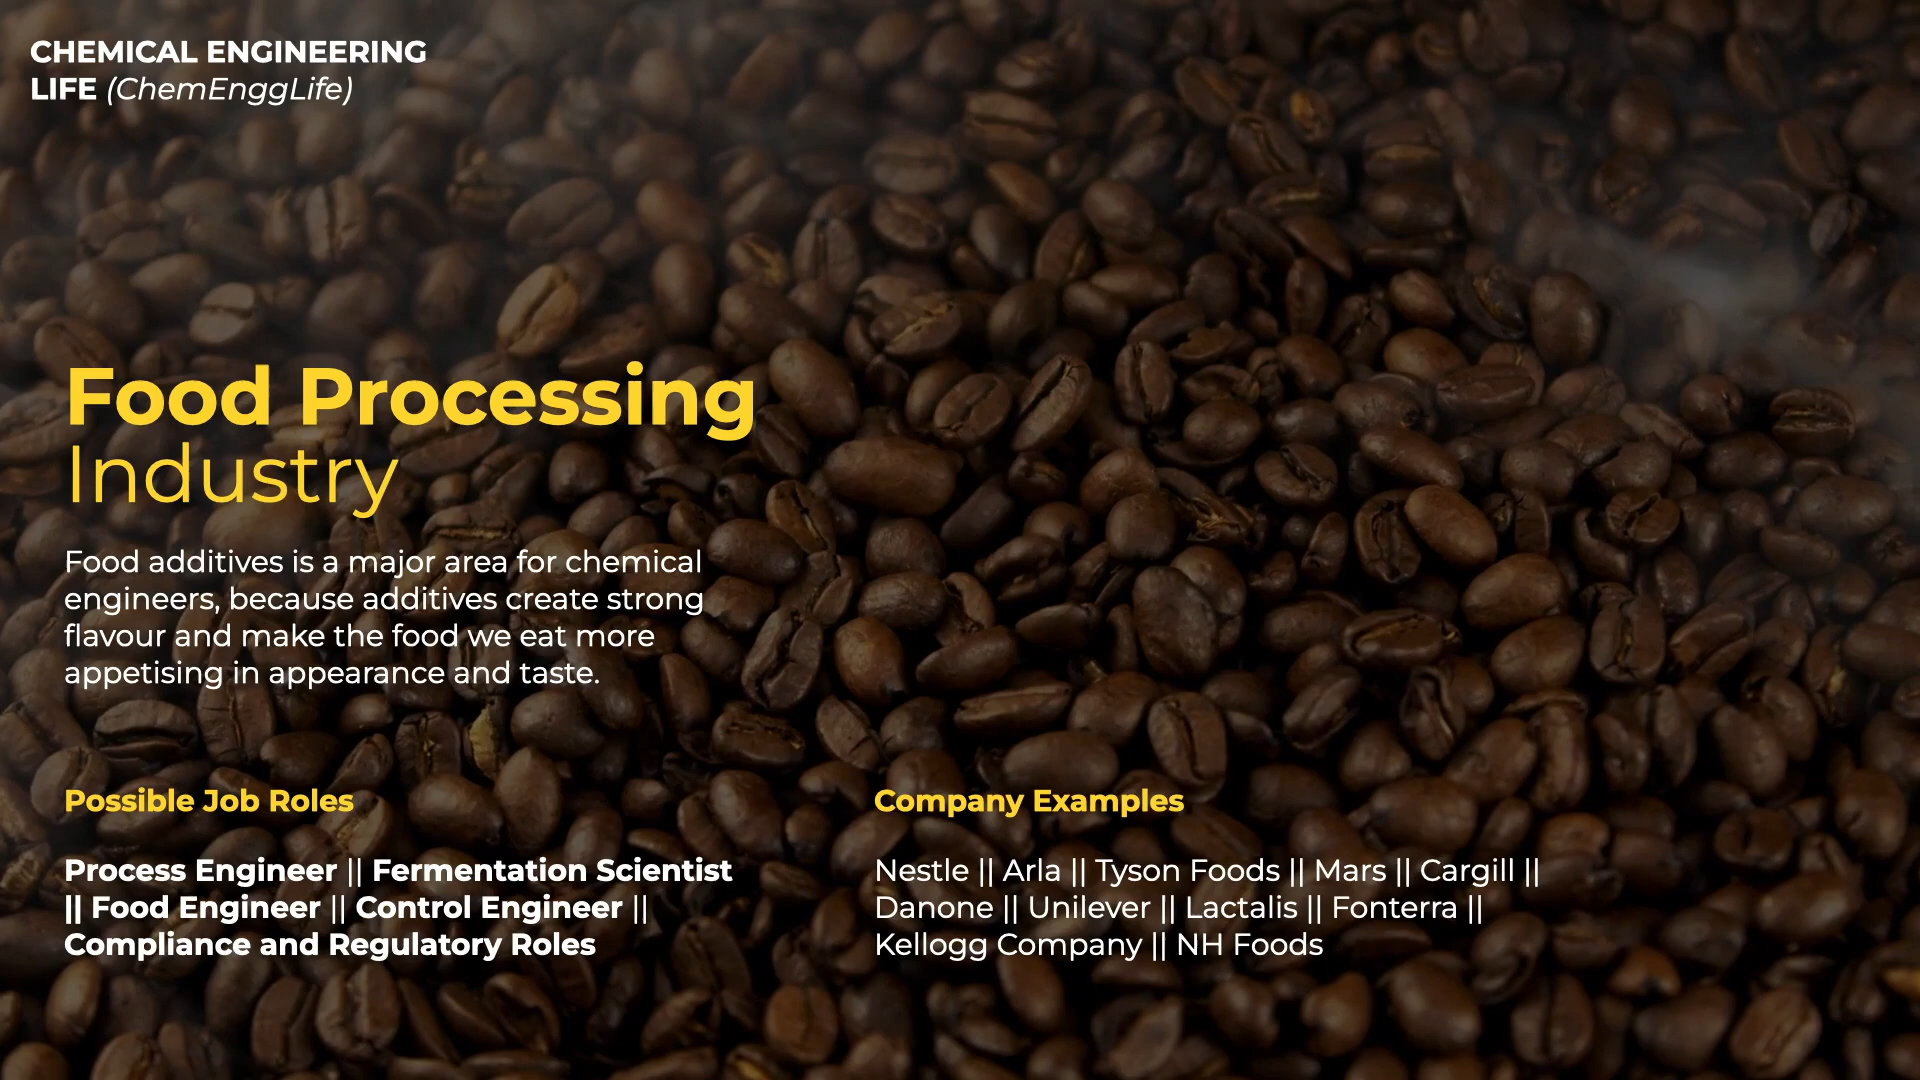 CHEMICAL ENGINEERING
LIFE (ChemEnggLife)
Food Processing
Industry
Food additives is a major area for chemical
engineers, because additives create strong
flavour and make the food we eat more
appetising in appearance and taste.
Possible Job Roles
Process Engineer || Fermentation Scientist
|| Food Engineer || Control Engineer ||
Compliance and Regulatory Roles
Company Examples
Nestle || Arla || Tyson Foods || Mars || Cargill ||
Danone || Unilever || Lactalis || Fonterra ||
Kellogg Company || NH Foods